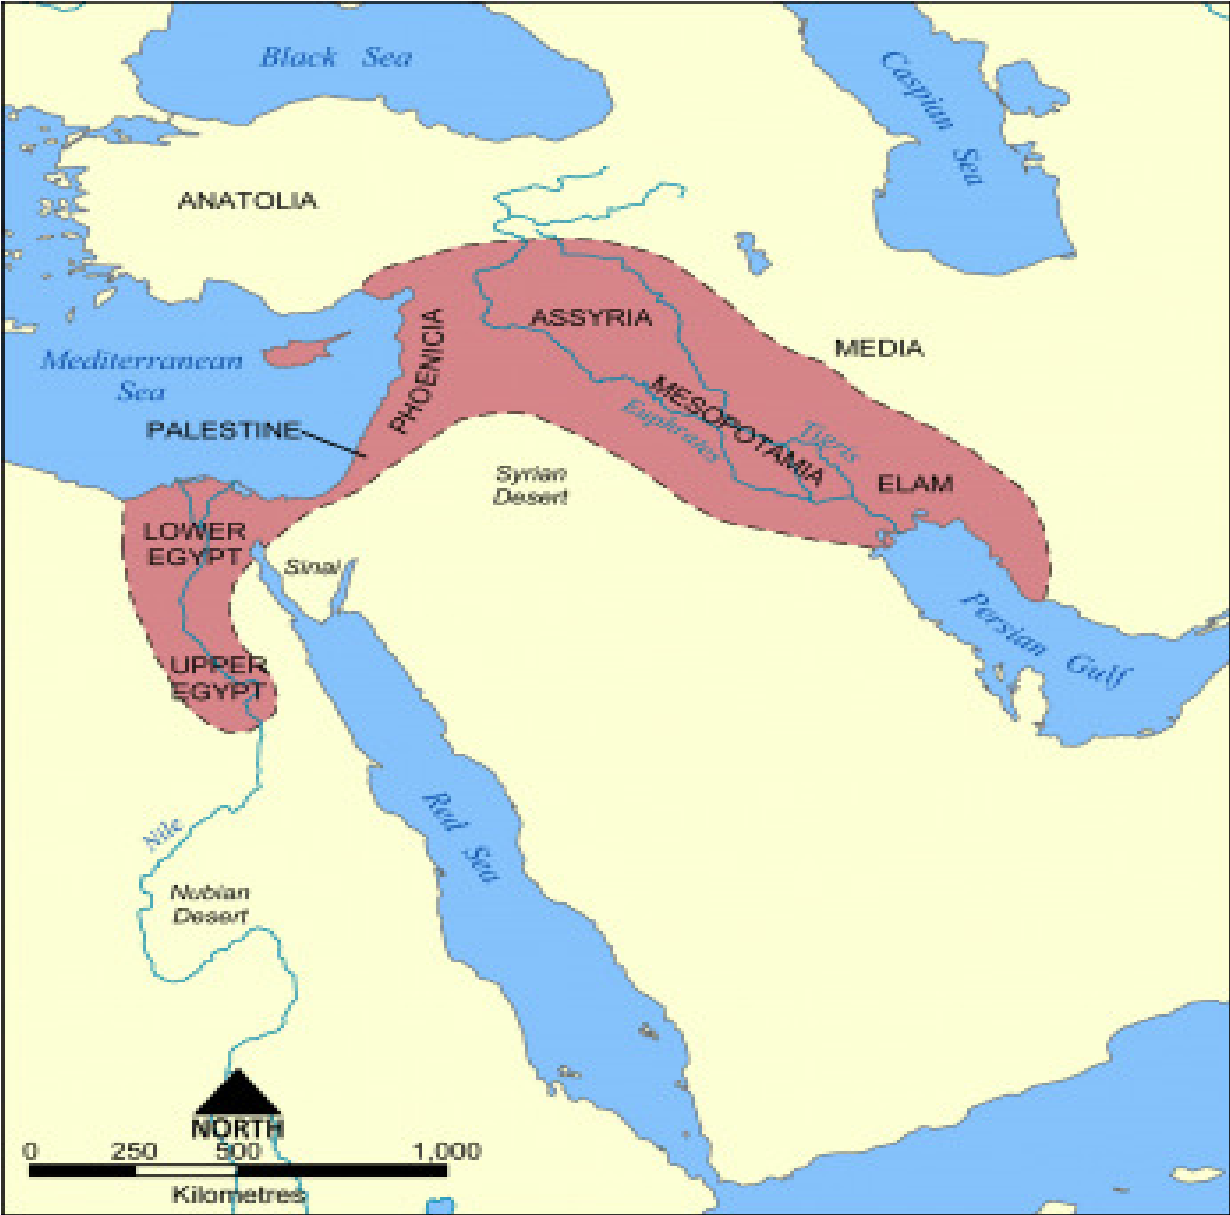 Black Sea
Caspian Sea
ANATOLIA
ASSYRIA
MEDIA
PHOENICIA
Mediterranean
Sea
MESOPOTAMIA
Euphrates
Tigris
PALESTINE
Syrian
Desert
ELAM
LOWER
EGYPT
Sinai
Persian Gulf
UPPER
EGYPT
Red Sea
Nile
Nubian
Desert
NORTH
0 250 500 1,000
Kilometres